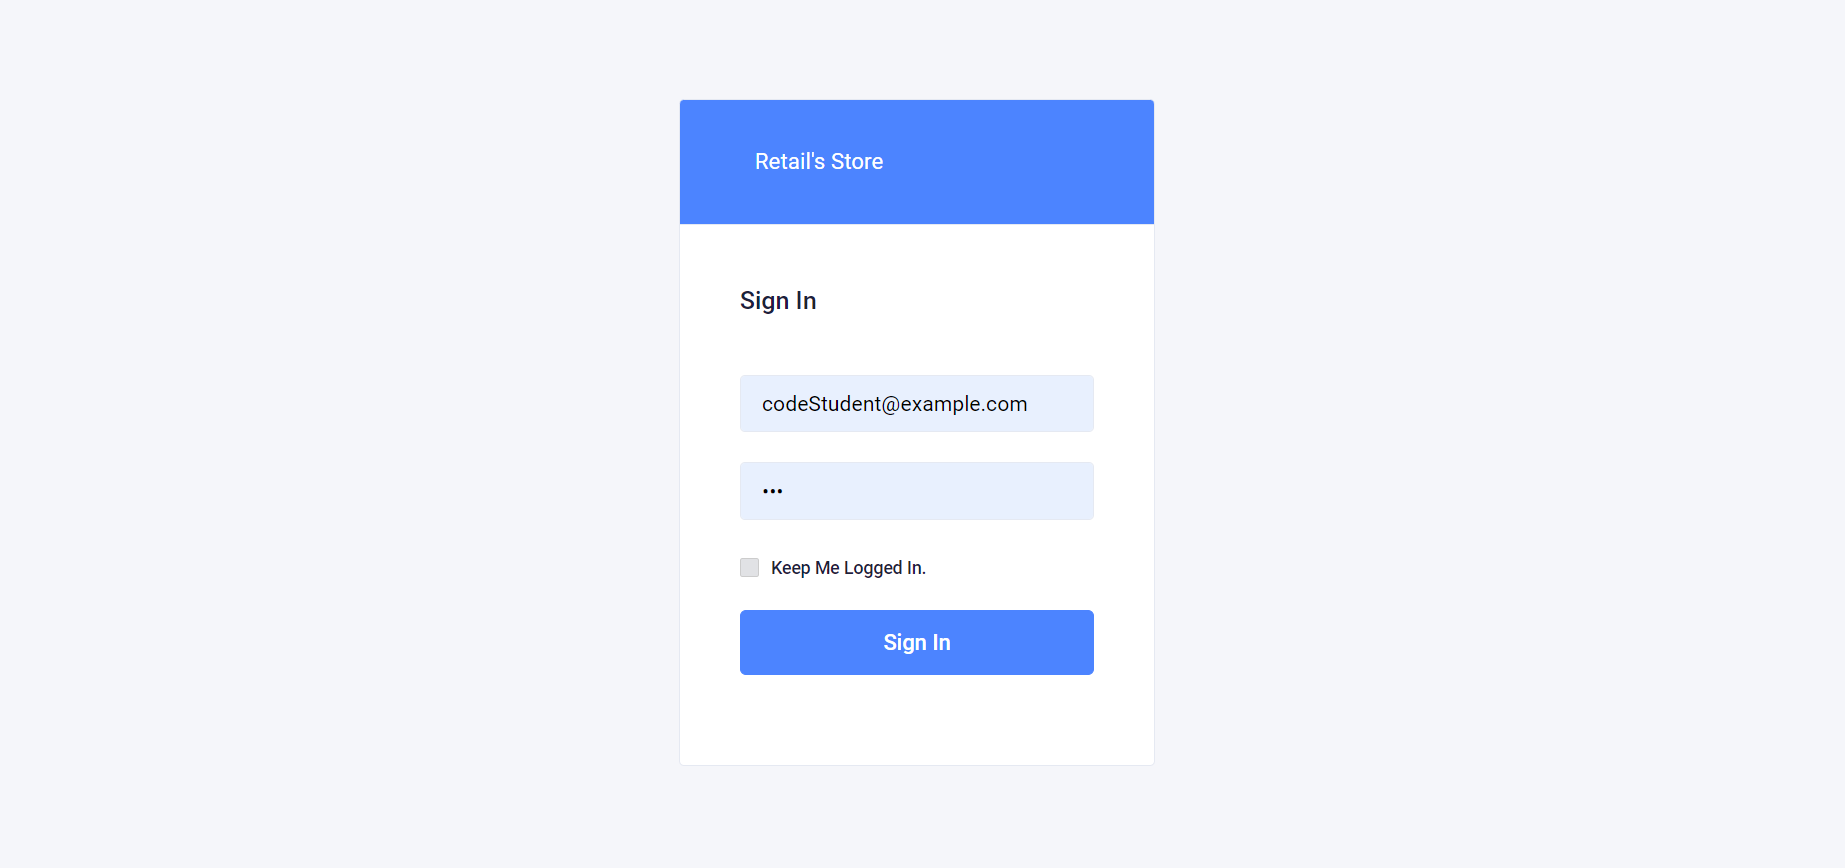 Retail's Store
Sign In
codeStudent@example.com
•••
Keep Me Logged In.
Sign In